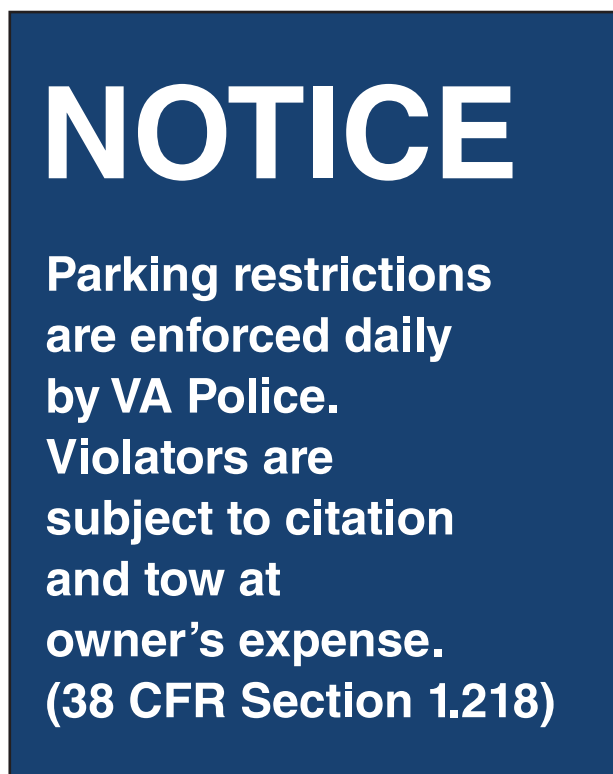 NOTICE
Parking restrictions
are enforced daily
by VA Police.
Violators are
subject to citation
and tow at
owner’s expense.
(38 CFR Section 1.218)